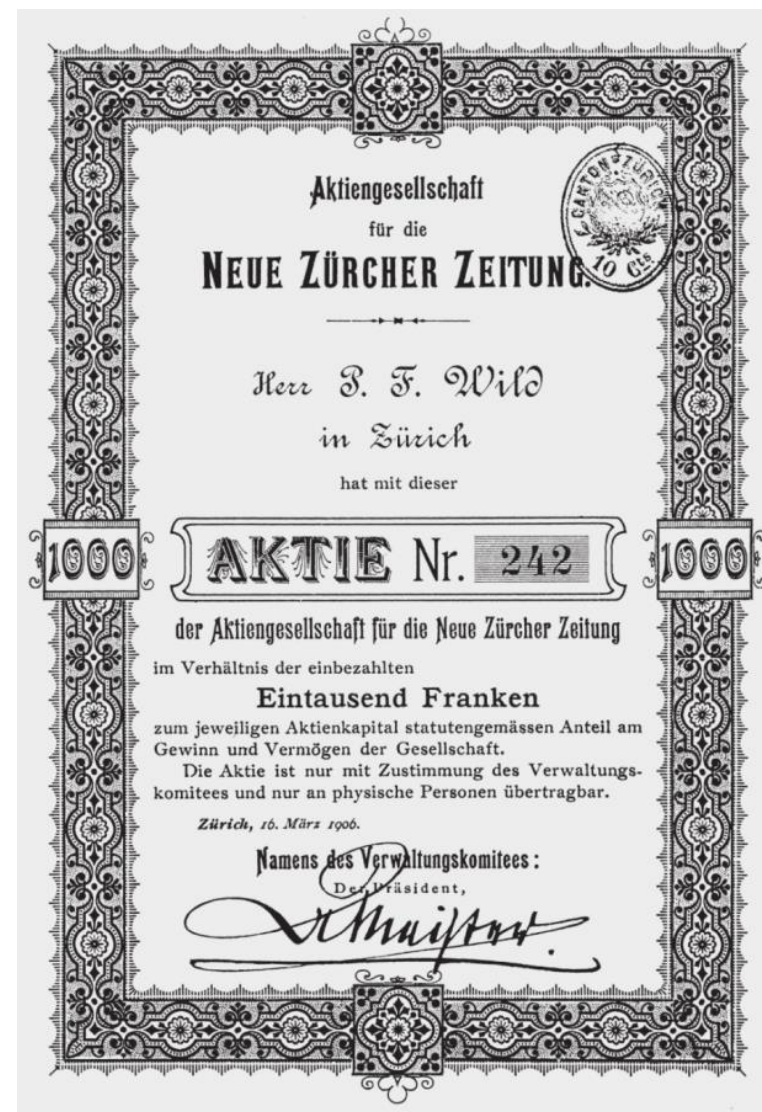 Aktiengesellschaft
für die
NEUE ZÜRCHER ZEITUNG.
CANTON ZÜRICH
10 Cts
Herr P. F. Wild
in Zürich
hat mit dieser
1000
AKTIE Nr. 242
1000
der Aktiengesellschaft für die Neue Zürcher Zeitung
im Verhältnis der einbezahlten
Eintausend Franken
zum jeweiligen Aktienkapital statutengemässen Anteil am
Gewinn und Vermögen der Gesellschaft.
Die Aktie ist nur mit Zustimmung des Verwaltungs-
komitees und nur an physische Personen übertragbar.
Zürich, 16. März 1906.
Namens des Verwaltungskomitees:
Der Präsident,
Meister.